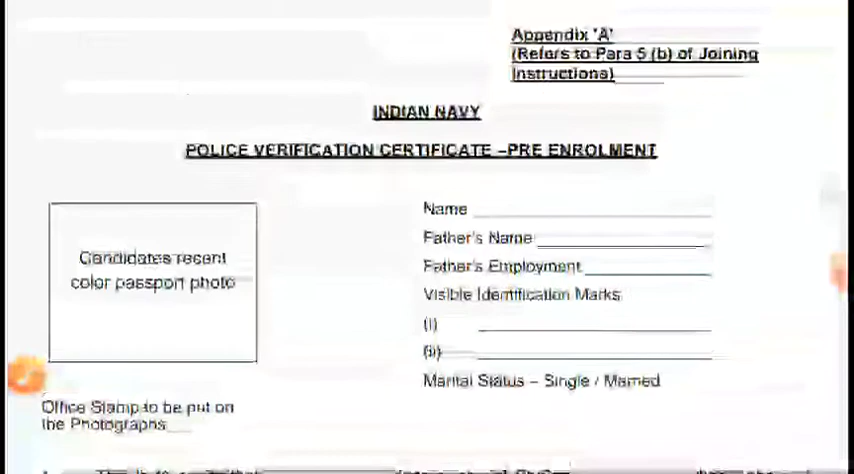 Appendix 'A'
(Refers to Para 5 (b) of Joining
Instructions)
INDIAN NAVY
POLICE VERIFICATION CERTIFICATE –PRE ENROLMENT
Candidates recent
color passport photo
Name
Father's Name
Father's Employment
Visible Identification Marks
(i)
(ii)
Marital Status – Single / Married
Office Stamp to be put on
the Photographs